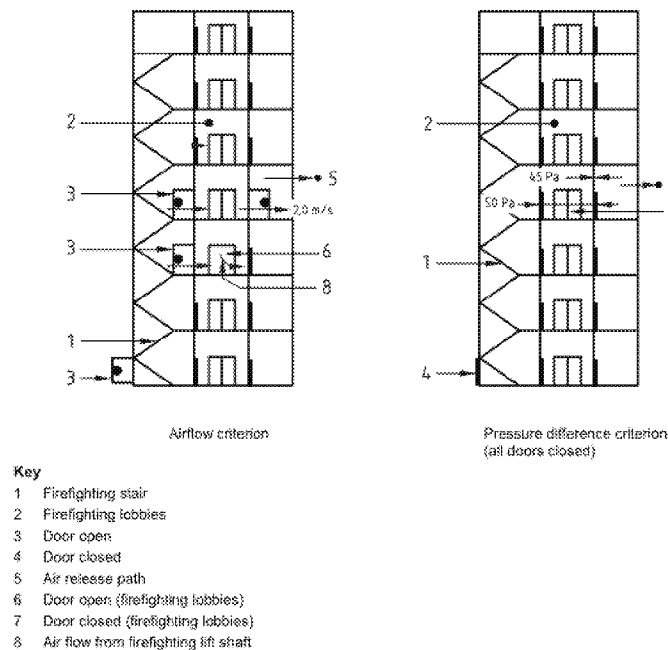 2
5
3
2,0 m/s
3
6
8
1
3
2
45 Pa
50 Pa
1
4
Airflow criterion
Pressure difference criterion
(all doors closed)
Key
1 Firefighting stair
2 Firefighting lobbies
3 Door open
4 Door closed
5 Air release path
6 Door open (firefighting lobbies)
7 Door closed (firefighting lobbies)
8 Air flow from firefighting lift shaft